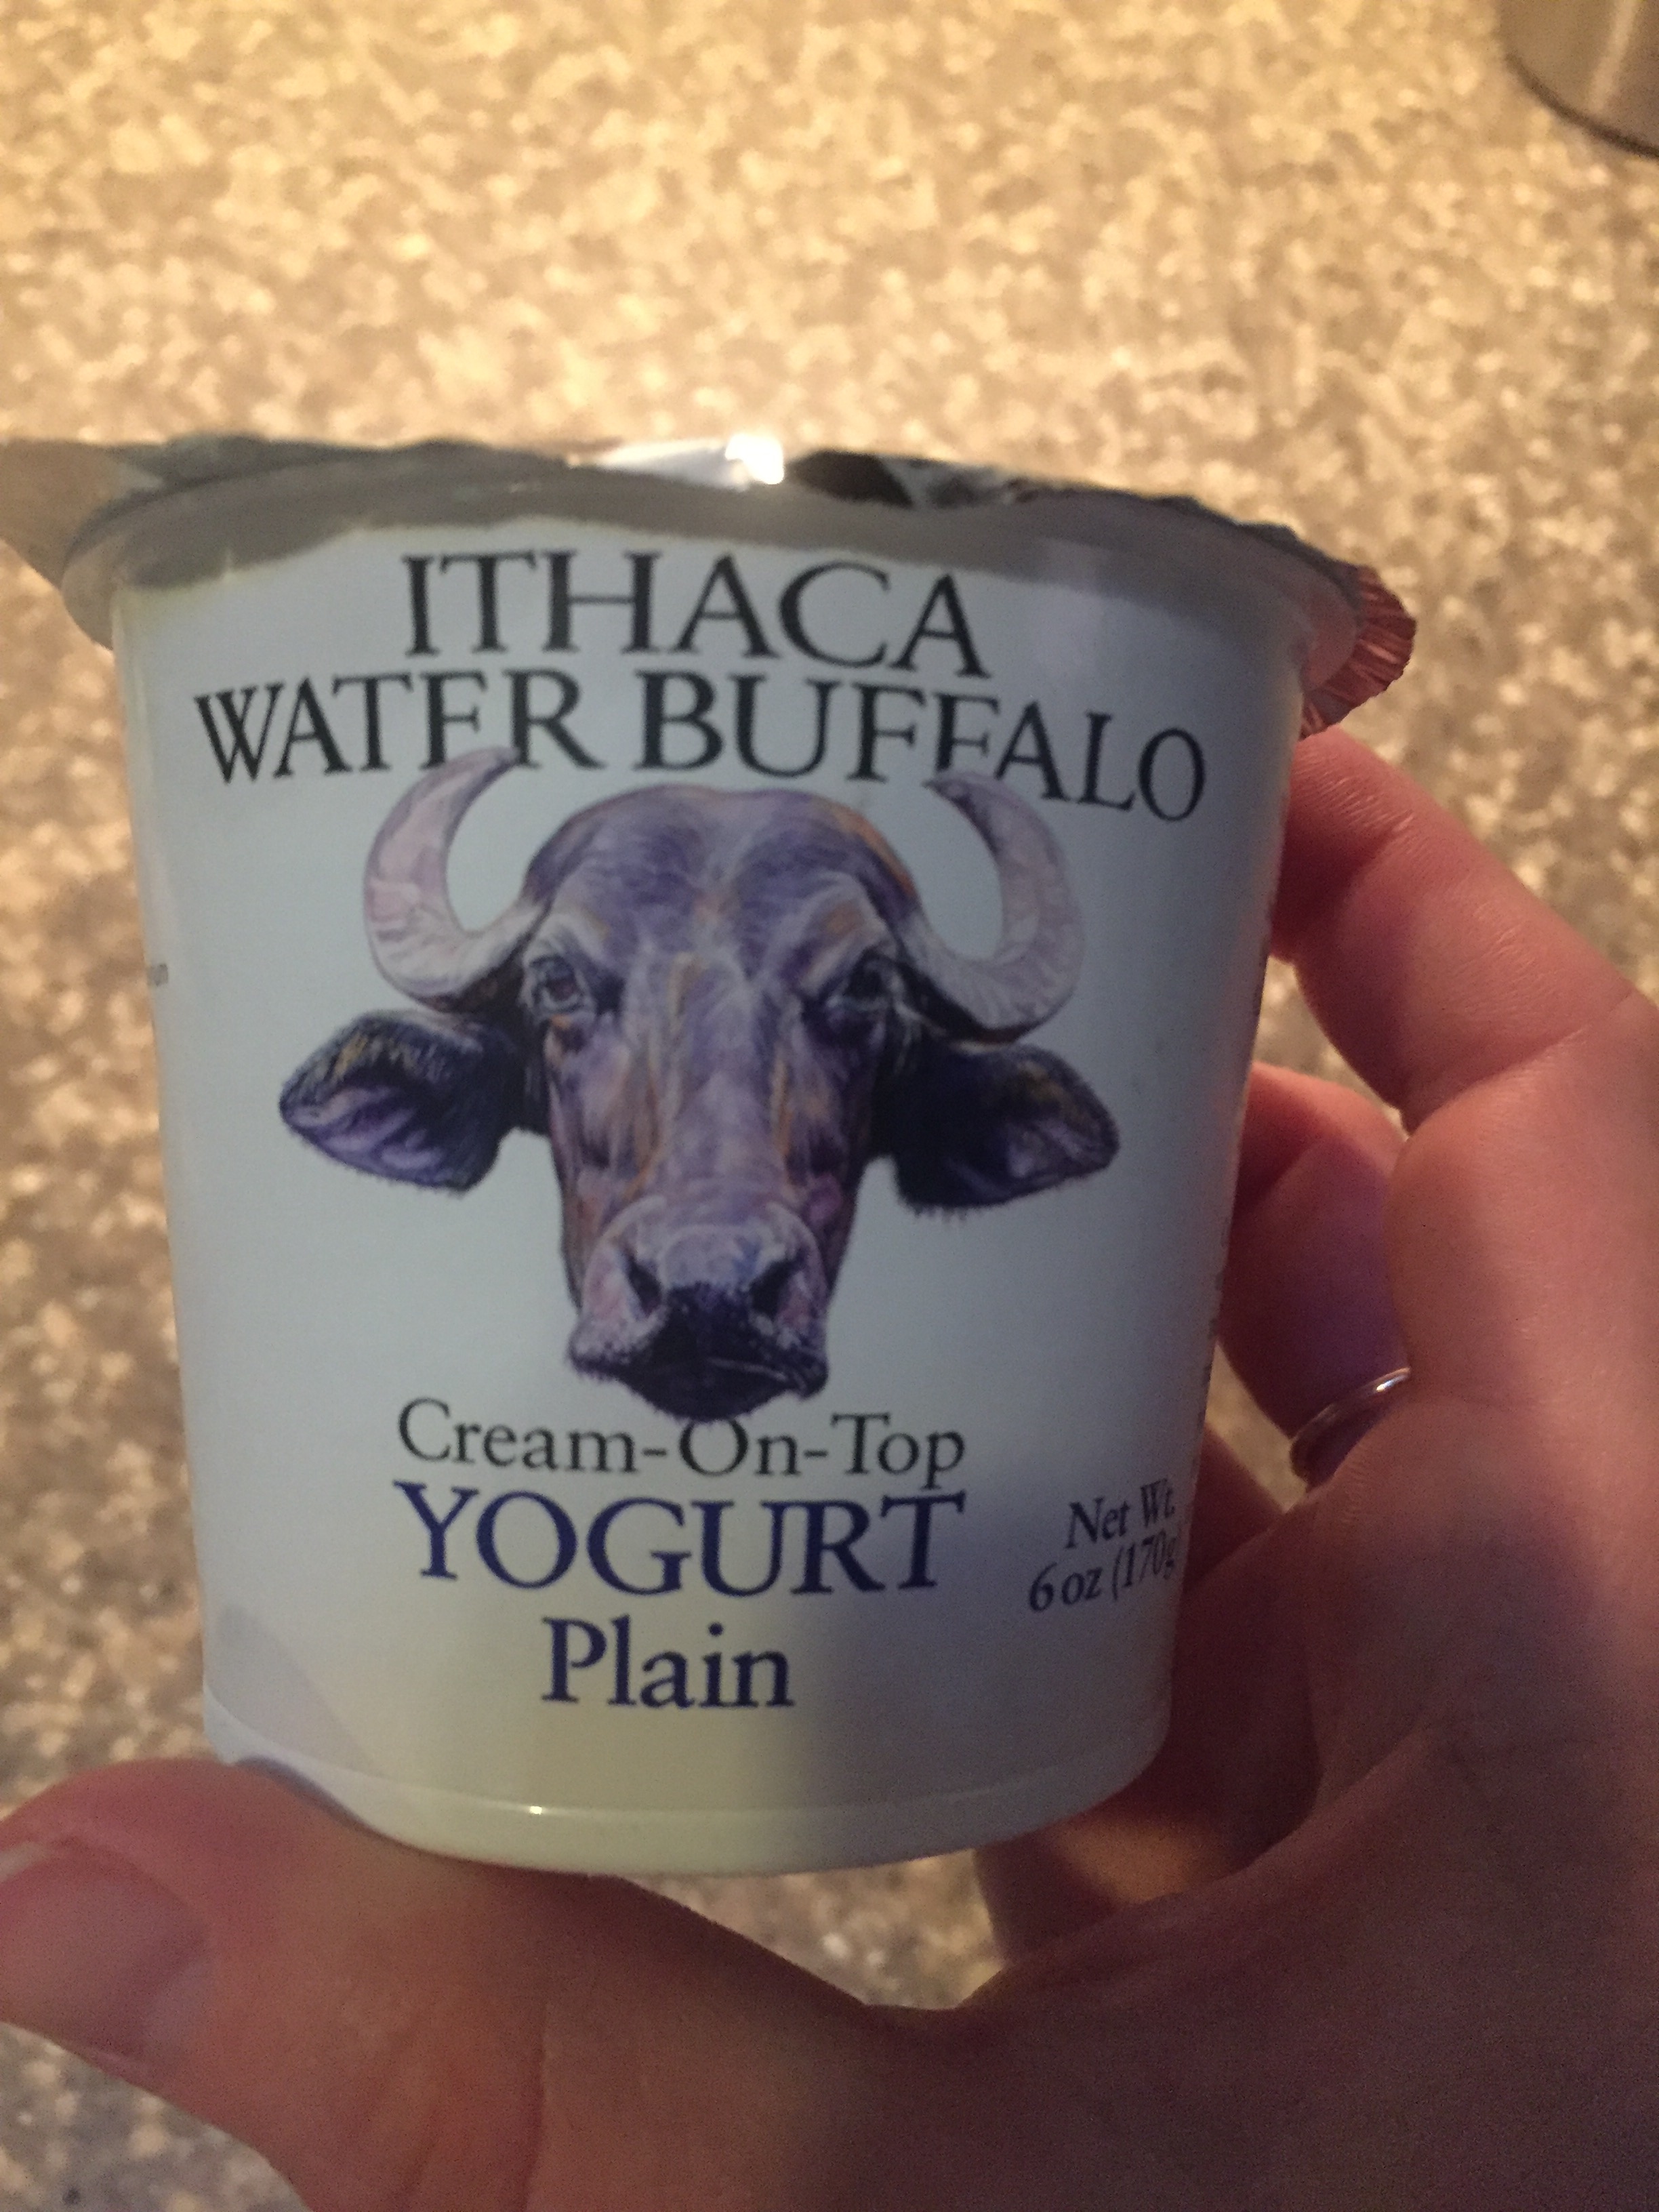 ITHACA
WATER BUFFALO
Cream-On-Top
YOGURT
Plain
Net Wt.
6 oz (170g